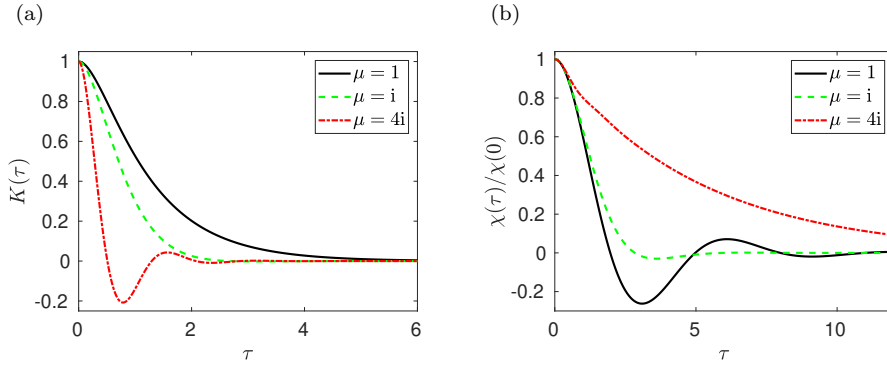 (a)
(b)
1
0.8
0.6
0.4
0.2
0
-0.2
K(τ)
μ = 1
μ = i
μ = 4i
0 2 4 6
τ
1
0.8
0.6
0.4
0.2
0
-0.2
χ(τ)/χ(0)
μ = 1
μ = i
μ = 4i
0 5 10
τ